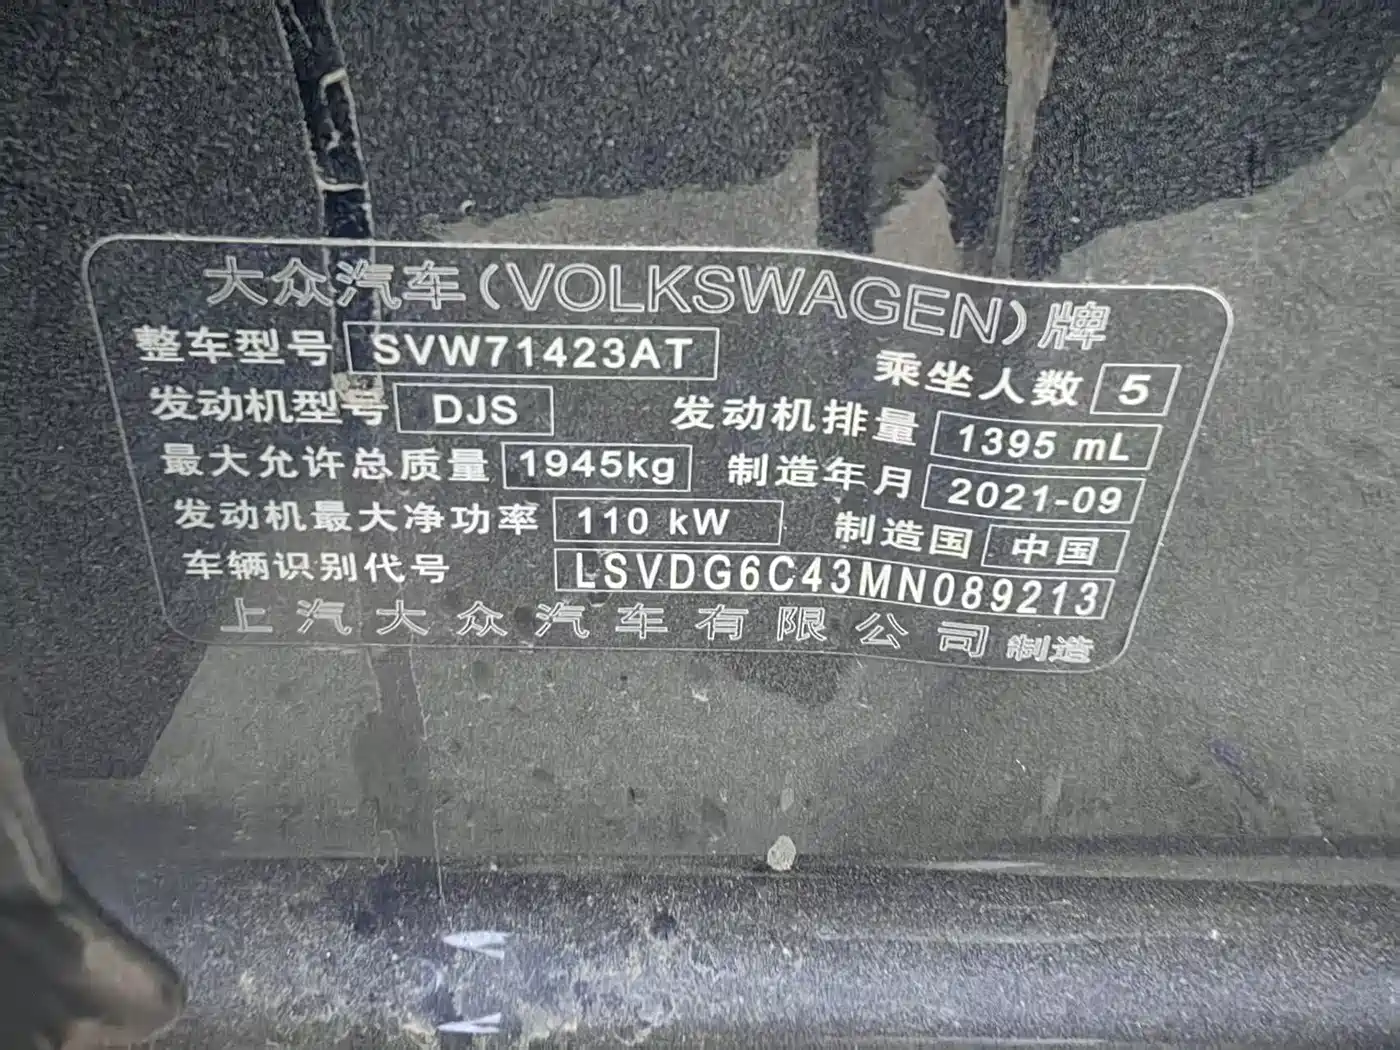 大众汽车(VOLKSWAGEN)牌
整车型号 SVW71423AT 乘坐人数 5
发动机型号 DJS 发动机排量 1395 mL
最大允许总质量 1945kg 制造年月 2021-09
发动机最大净功率 110 kW 制造国 中国
车辆识别代号 LSVDG6C43MN089213
上汽大众汽车有限公司 制造